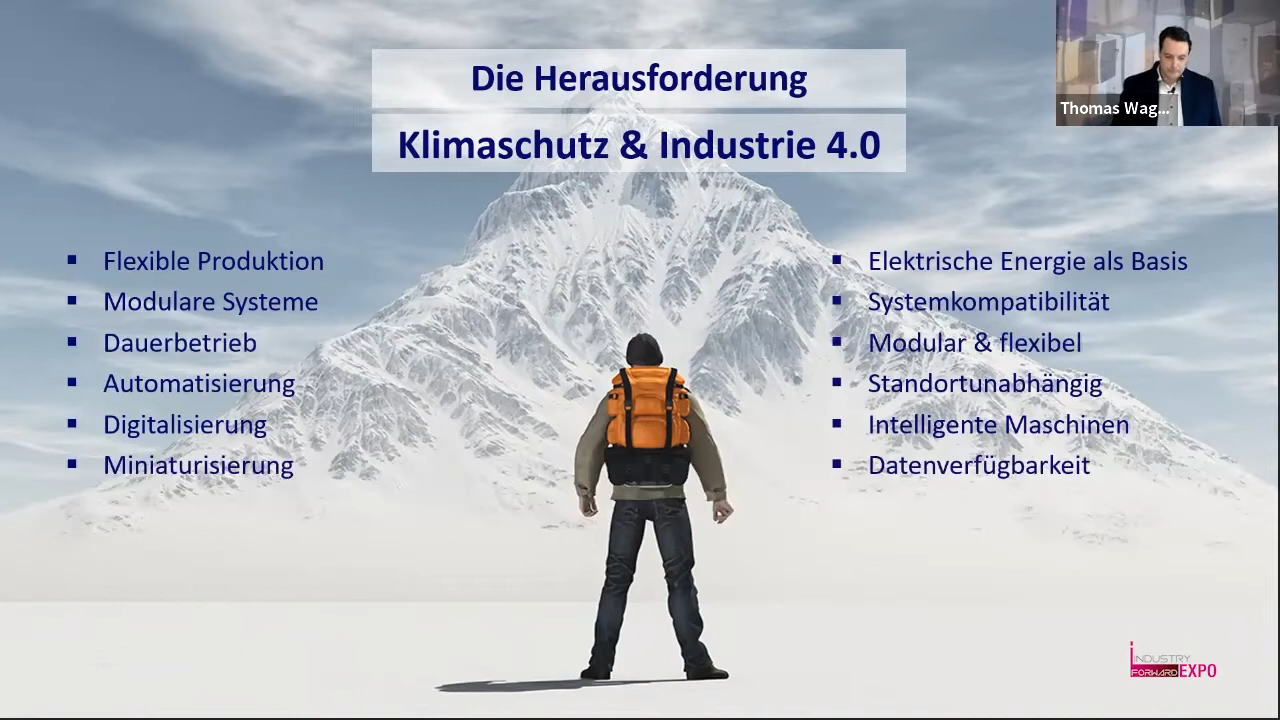 Die Herausforderung
Klimaschutz & Industrie 4.0
Thomas Wag...
▪ Flexible Produktion
▪ Modulare Systeme
▪ Dauerbetrieb
▪ Automatisierung
▪ Digitalisierung
▪ Miniaturisierung
▪ Elektrische Energie als Basis
▪ Systemkompatibilität
▪ Modular & flexibel
▪ Standortunabhängig
▪ Intelligente Maschinen
▪ Datenverfügbarkeit
INDUSTRY
FORWARD EXPO